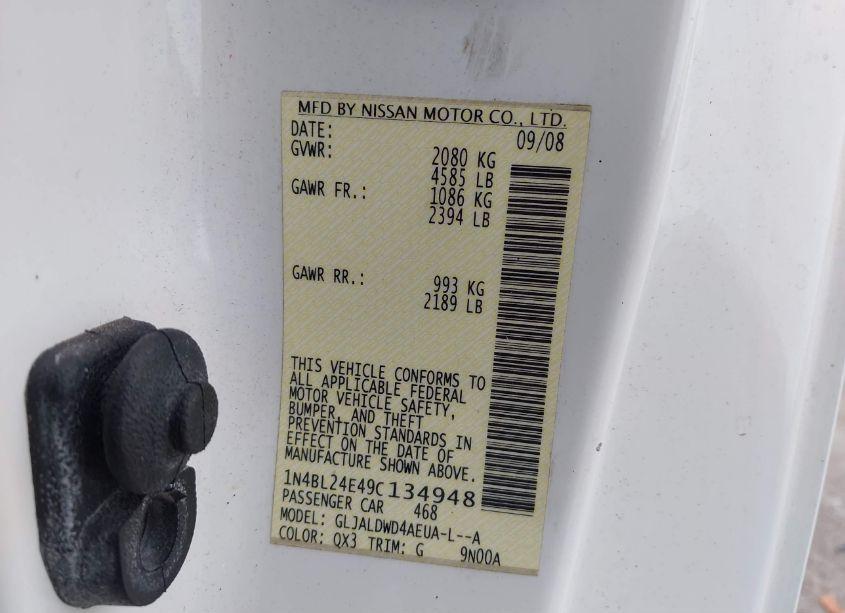 MFD BY NISSAN MOTOR CO., LTD.
DATE: 09/08
GVWR: 2080 KG
4585 LB
GAWR FR.: 1086 KG
2394 LB
GAWR RR.: 993 KG
2189 LB
THIS VEHICLE CONFORMS TO
ALL APPLICABLE FEDERAL
MOTOR VEHICLE SAFETY,
BUMPER, AND THEFT
PREVENTION STANDARDS IN
EFFECT ON THE DATE OF
MANUFACTURE SHOWN ABOVE.
1N4BL24E49C134948
PASSENGER CAR 468
MODEL: GLJALDWD4AEUA-L--A
COLOR: QX3 TRIM: G 9N00A